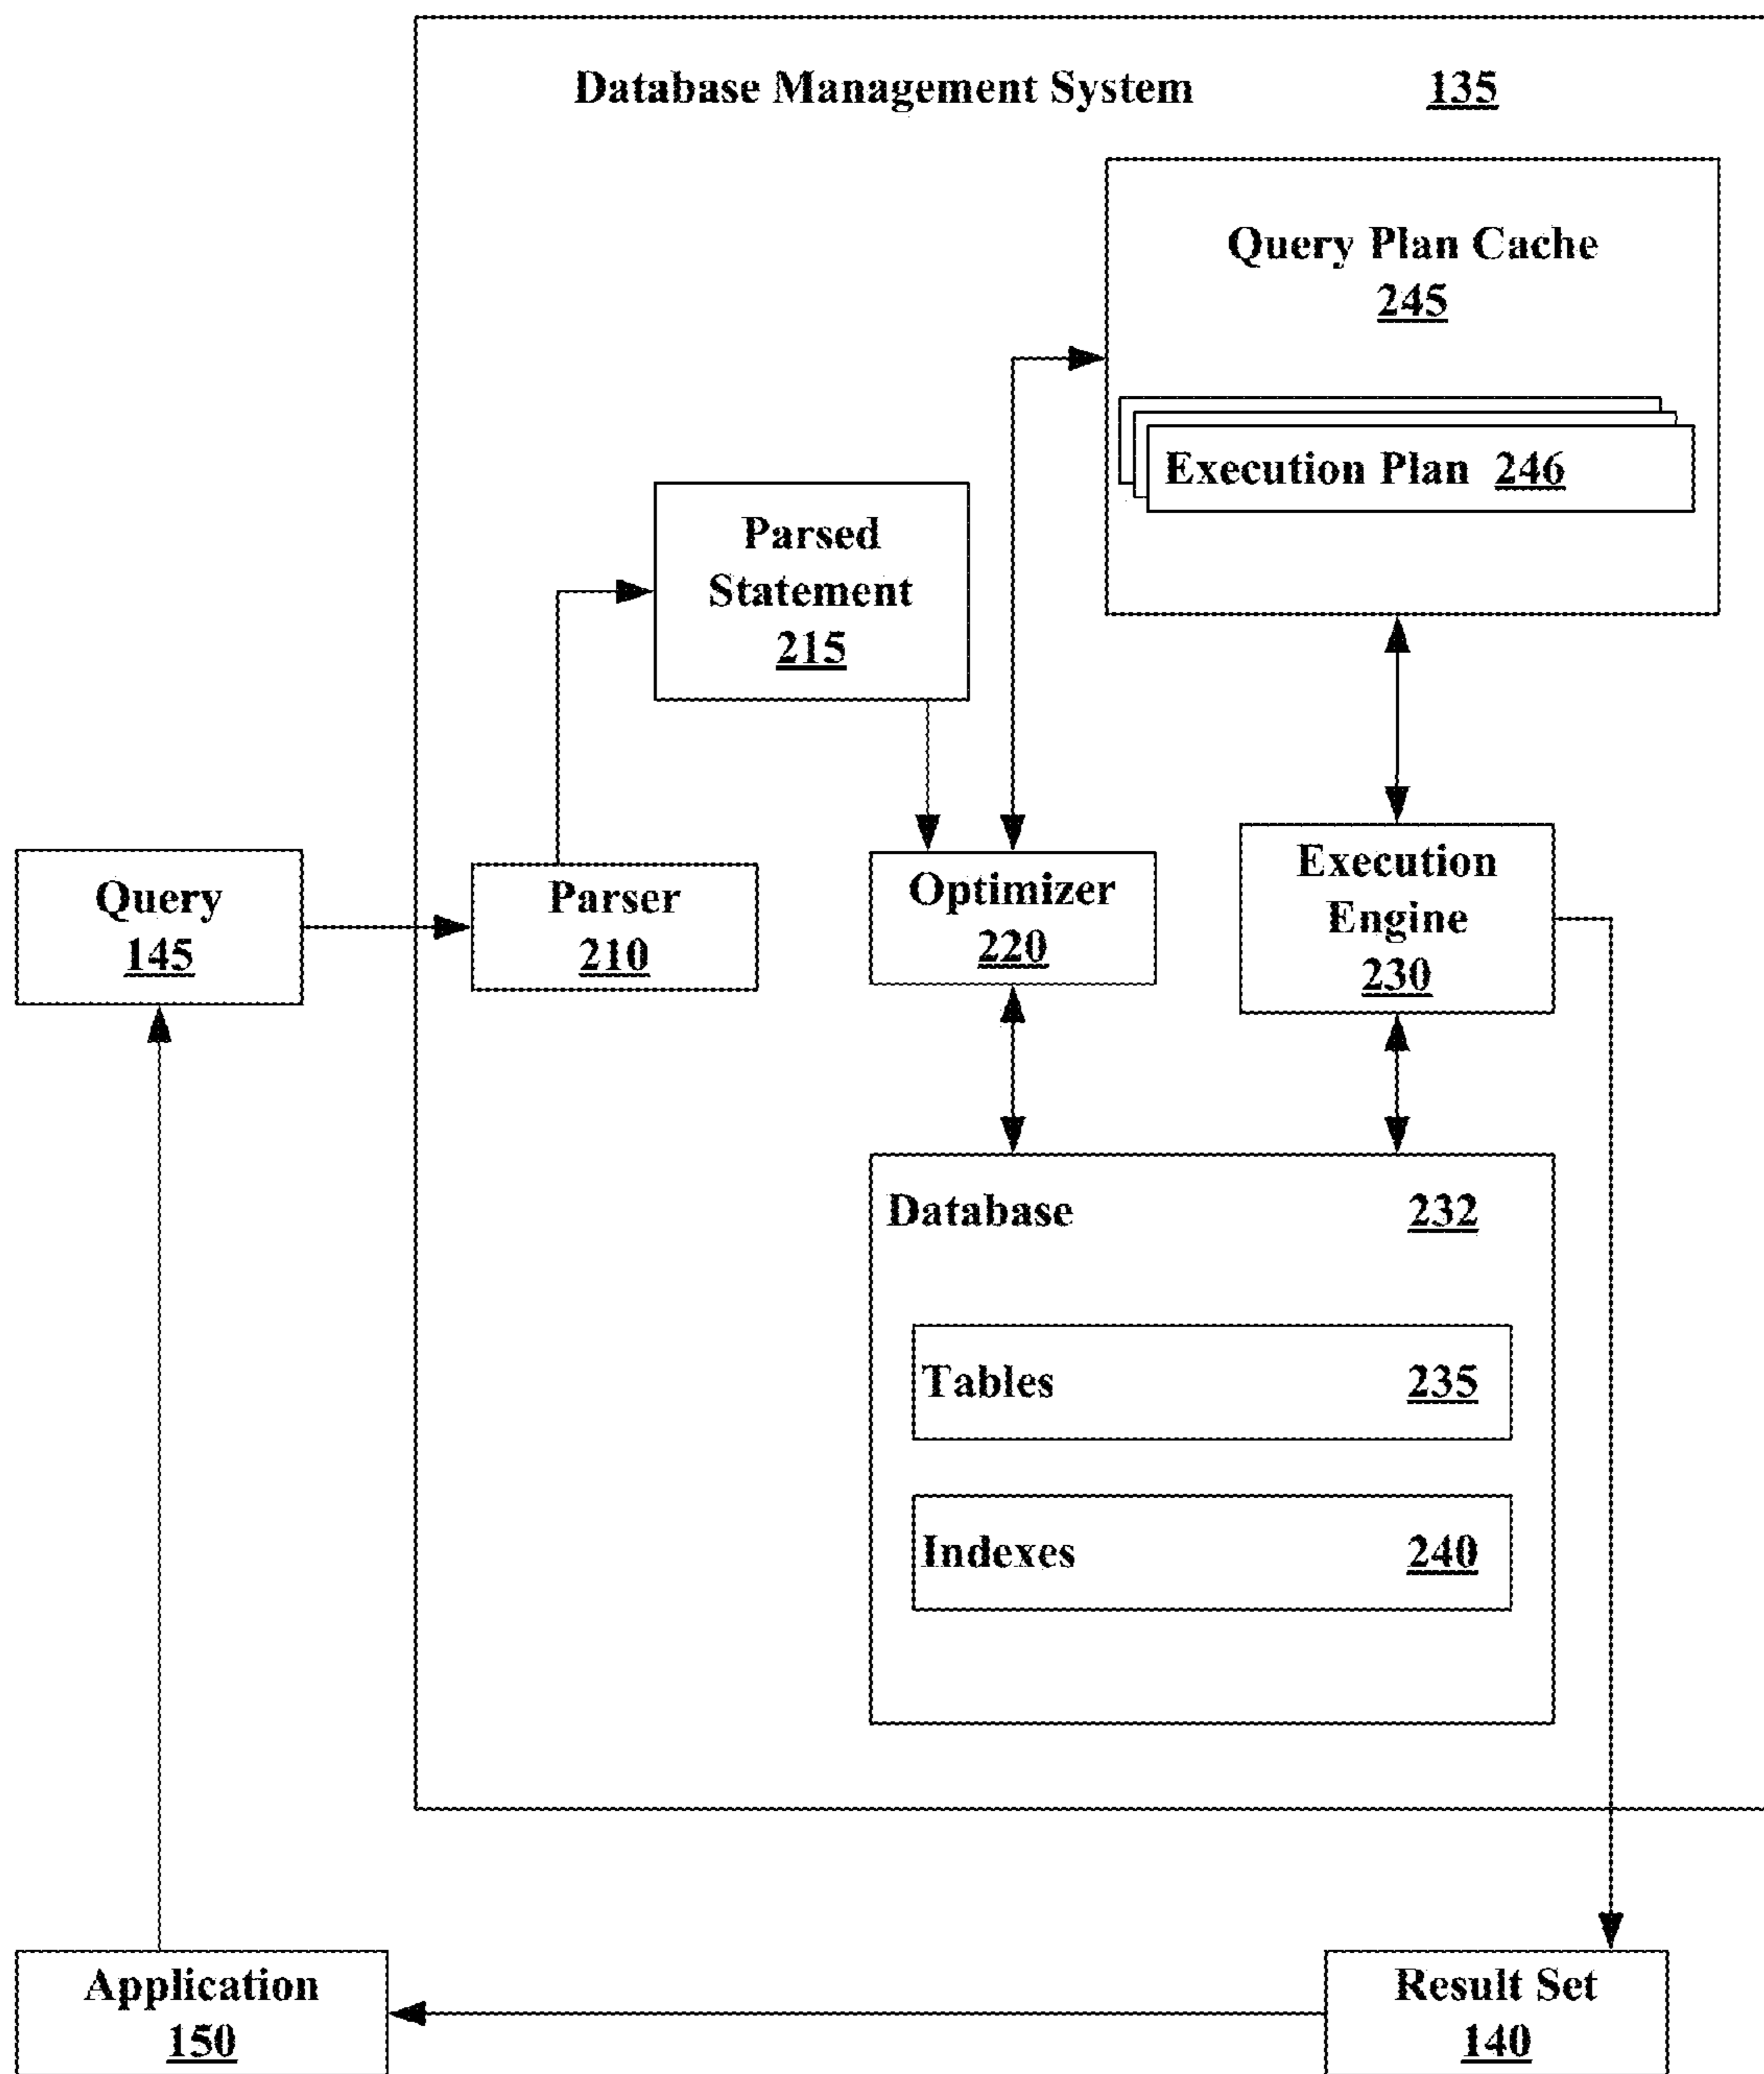 Database Management System 135
Query Plan Cache
245
Execution Plan 246
Parsed
Statement
215
Query
145
Parser
210
Optimizer
220
Execution
Engine
230
Database 232
Tables 235
Indexes 240
Application
150
Result Set
140